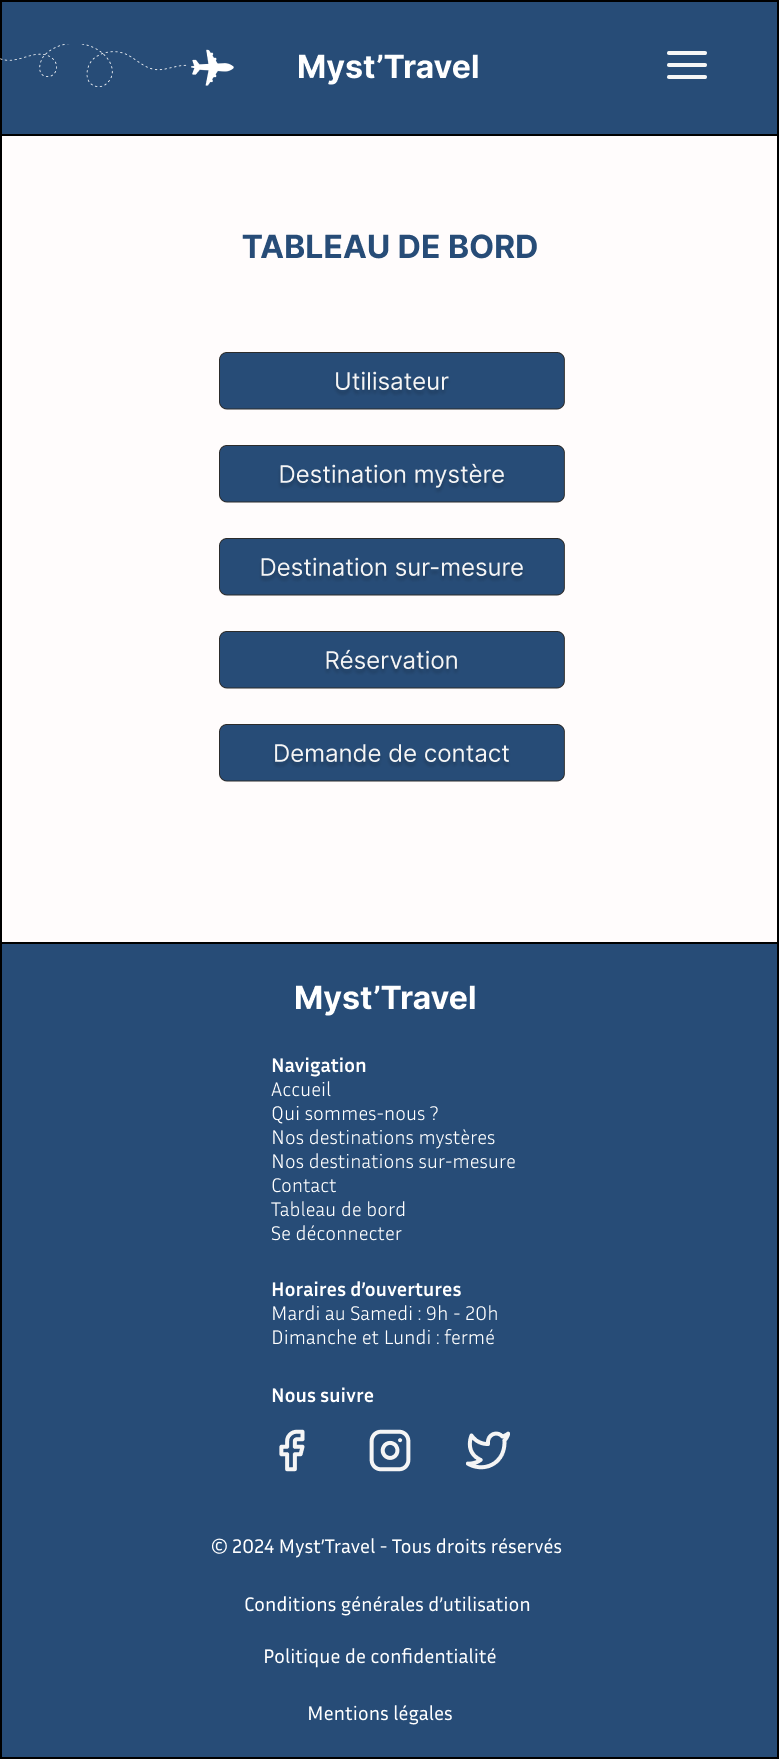 Myst’Travel
TABLEAU DE BORD
Utilisateur
Destination mystère
Destination sur-mesure
Réservation
Demande de contact
Myst’Travel
Navigation
Accueil
Qui sommes-nous ?
Nos destinations mystères
Nos destinations sur-mesure
Contact
Tableau de bord
Se déconnecter
Horaires d’ouvertures
Mardi au Samedi : 9h - 20h
Dimanche et Lundi : fermé
Nous suivre
© 2024 Myst’Travel - Tous droits réservés
Conditions générales d’utilisation
Politique de confidentialité
Mentions légales